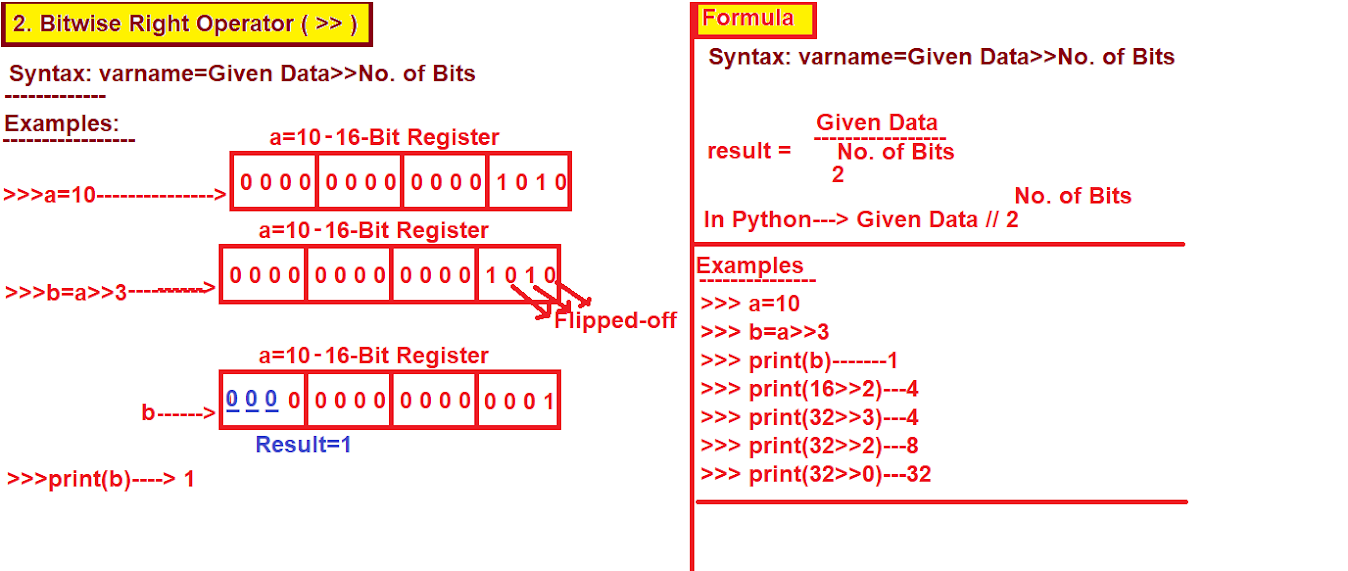 2. Bitwise Right Operator ( >> )
Syntax: varname=Given Data>>No. of Bits
-------------
Examples:
-----------------
a=10-16-Bit Register
>>>a=10--------------->
0 0 0 0 0 0 0 0 0 0 0 0 1 0 1 0
a=10-16-Bit Register
>>>b=a>>3----------->
0 0 0 0 0 0 0 0 0 0 0 0 1 0 1 0
Flipped-off
a=10-16-Bit Register
b------>
0 0 0 0 0 0 0 0 0 0 0 0 0 0 0 1
Result=1
>>>print(b)----> 1
Formula
Syntax: varname=Given Data>>No. of Bits
Given Data
-----------------
result =
No. of Bits
2
No. of Bits
In Python---> Given Data // 2
Examples
---------------
>>> a=10
>>> b=a>>3
>>> print(b)-------1
>>> print(16>>2)---4
>>> print(32>>3)---4
>>> print(32>>2)---8
>>> print(32>>0)---32